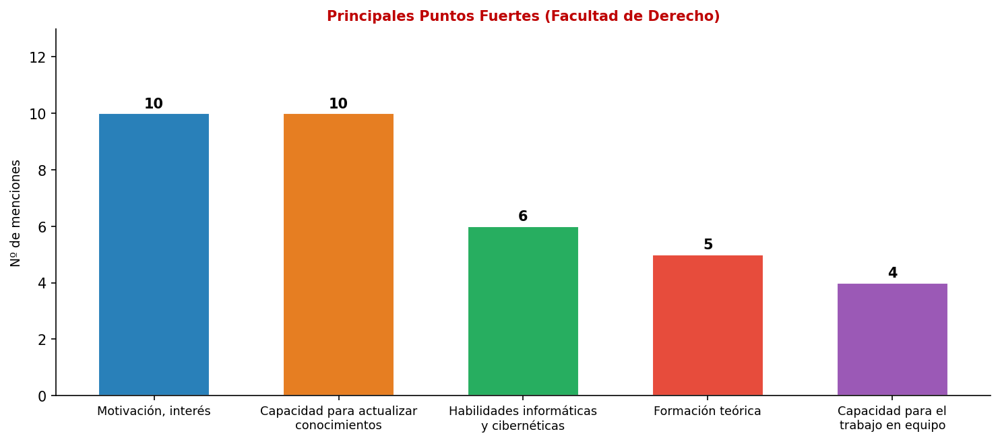 Principales Puntos Fuertes (Facultad de Derecho)
Nº de menciones
12
10
8
6
4
2
0
10
10
6
5
4
Motivación, interés
Capacidad para actualizar
conocimientos
Habilidades informáticas
y cibernéticas
Formación teórica
Capacidad para el
trabajo en equipo